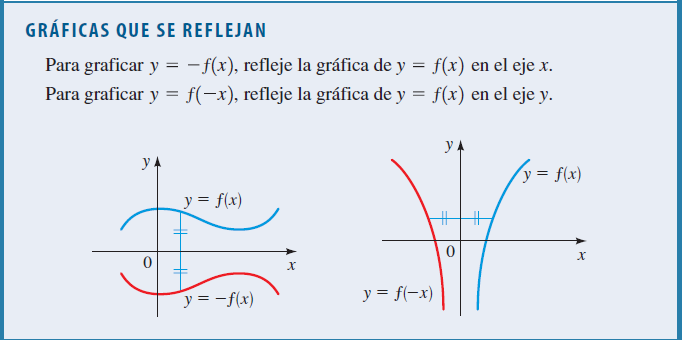 GRÁFICAS QUE SE REFLEJAN
Para graficar y = −f(x), refleje la gráfica de y = f(x) en el eje x.
Para graficar y = f(−x), refleje la gráfica de y = f(x) en el eje y.
y
y = f(x)
0
x
y = −f(x)
y
y = f(x)
0
x
y = f(−x)